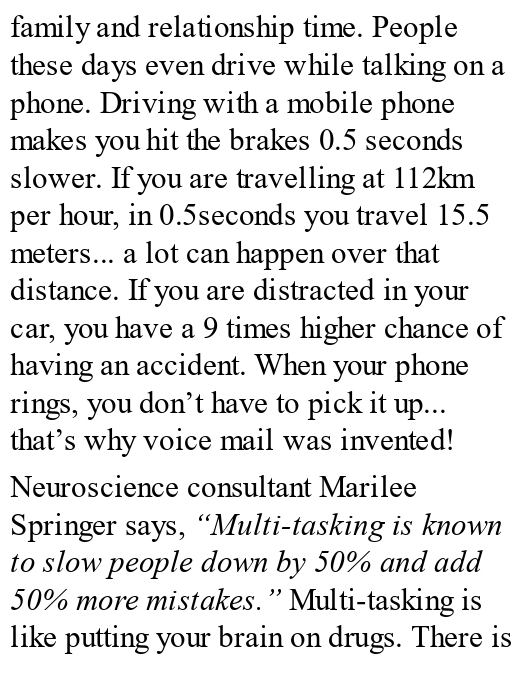 family and relationship time. People
these days even drive while talking on a
phone. Driving with a mobile phone
makes you hit the brakes 0.5 seconds
slower. If you are travelling at 112km
per hour, in 0.5seconds you travel 15.5
meters... a lot can happen over that
distance. If you are distracted in your
car, you have a 9 times higher chance of
having an accident. When your phone
rings, you don’t have to pick it up...
that’s why voice mail was invented!
Neuroscience consultant Marilee
Springer says, “Multi-tasking is known
to slow people down by 50% and add
50% more mistakes.” Multi-tasking is
like putting your brain on drugs. There is